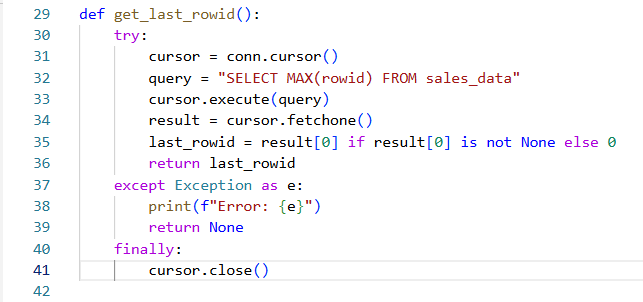 29 def get_last_rowid():
30     try:
31         cursor = conn.cursor()
32         query = "SELECT MAX(rowid) FROM sales_data"
33         cursor.execute(query)
34         result = cursor.fetchone()
35         last_rowid = result[0] if result[0] is not None else 0
36         return last_rowid
37     except Exception as e:
38         print(f"Error: {e}")
39         return None
40     finally:
41         cursor.close()
42